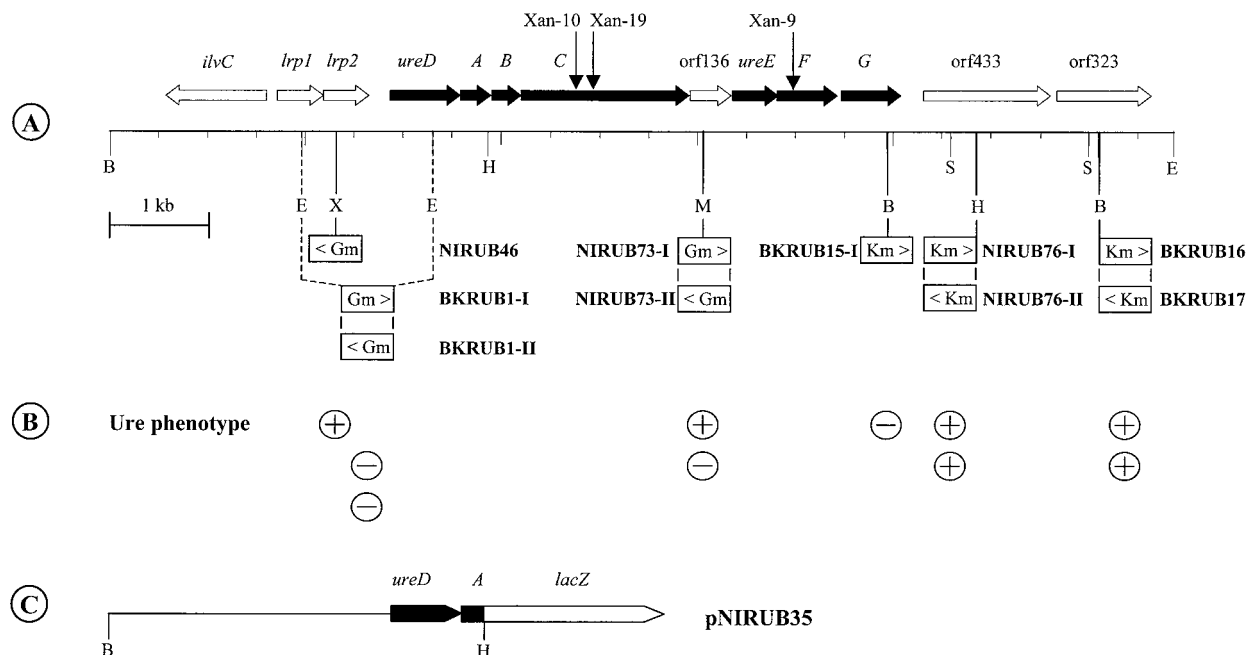 Xan-10 Xan-19 Xan-9
ilvC lrp1 lrp2 ureD A B C orf136 ureE F G orf433 orf323
A
B H S S E
1 kb
E X E M B H B
< Gm NIRUB46 NIRUB73-I Gm > BKRUB15-I Km > Km > NIRUB76-I Km > BKRUB16
Gm > BKRUB1-I NIRUB73-II < Gm < Km NIRUB76-II < Km BKRUB17
< Gm BKRUB1-II
B Ure phenotype + + − + +
− − + +
−
ureD A lacZ
C pNIRUB35
B H